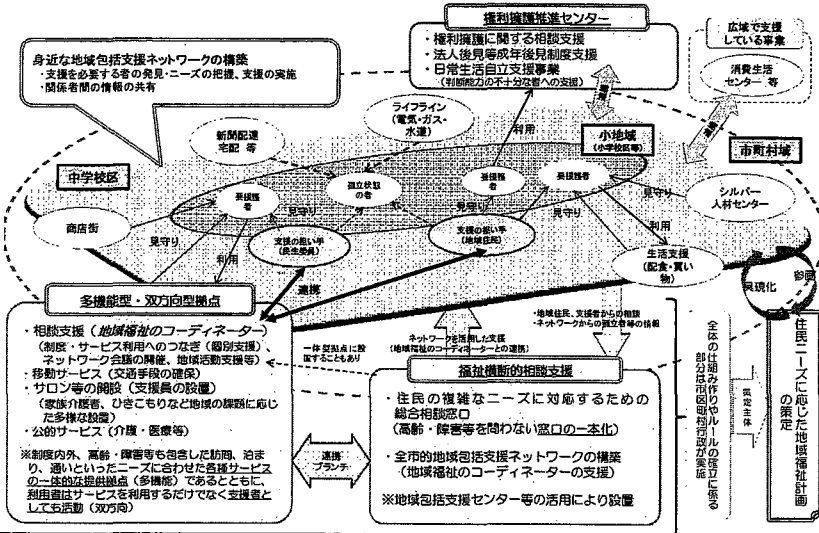 権利擁護推進センター
・権利擁護に関する相談支援
・法人後見等成年後見制度支援
・日常生活自立支援事業
(判断能力の不十分な者への支援)
広域で支援
している事業
消費生活
センター 等
身近な地域包括支援ネットワークの構築
・支援を必要する者の発見・ニーズの把握、支援の実施
・関係者間の情報の共有
新聞配達
宅配 等
ライフライン
(電気・ガス・
水道)
利用
小地域
(小学校区等)
市町村域
中学校区
要援護
者
孤立状態
の者
要援護
者
要援護者
見守り
シルバー
人材センター
商店街
見守り
見守り
見守り
見守り
利用
利用
支援の担い手
(民生委員)
支援の担い手
(地域住民)
生活支援
(配食・買い
物)
連携
参画
具現化
多機能型・双方向型拠点
・相談支援(地域福祉のコーディネーター)
(制度・サービス利用へのつなぎ(個別支援)、
ネットワーク会議の開催、地域活動支援等)
・移動サービス(交通手段の確保)
・サロン等の開設(支援員の設置)
(家族介護者、ひきこもりなど地域の課題に応じ
た多様な設置)
・公的サービス(介護・医療等)
※制度内外、高齢・障害等も包含した訪問、泊ま
り、通いといったニーズに合わせた各種サービス
の一体的な提供拠点(多機能)であるとともに、
利用者はサービスを利用するだけでなく支援者と
しても活動(双方向)
一体型拠点に設
置することもあり
ネットワークを活用した支援
(地域福祉のコーディネーターとの連携)
・地域住民、支援者からの相談
・ネットワークからの孤立者等の情報
連携
ブランチ
福祉横断的相談支援
・住民の複雑なニーズに対応するための
総合相談窓口
(高齢・障害等を問わない窓口の一本化)
・全市的地域包括支援ネットワークの構築
(地域福祉のコーディネーターの支援)
※地域包括支援センター等の活用により設置
全体の仕組み作りやルールの確立に係る
部分は市区町村行政が実施
策定主体
住民ニーズに応じた地域福祉計画
の策定